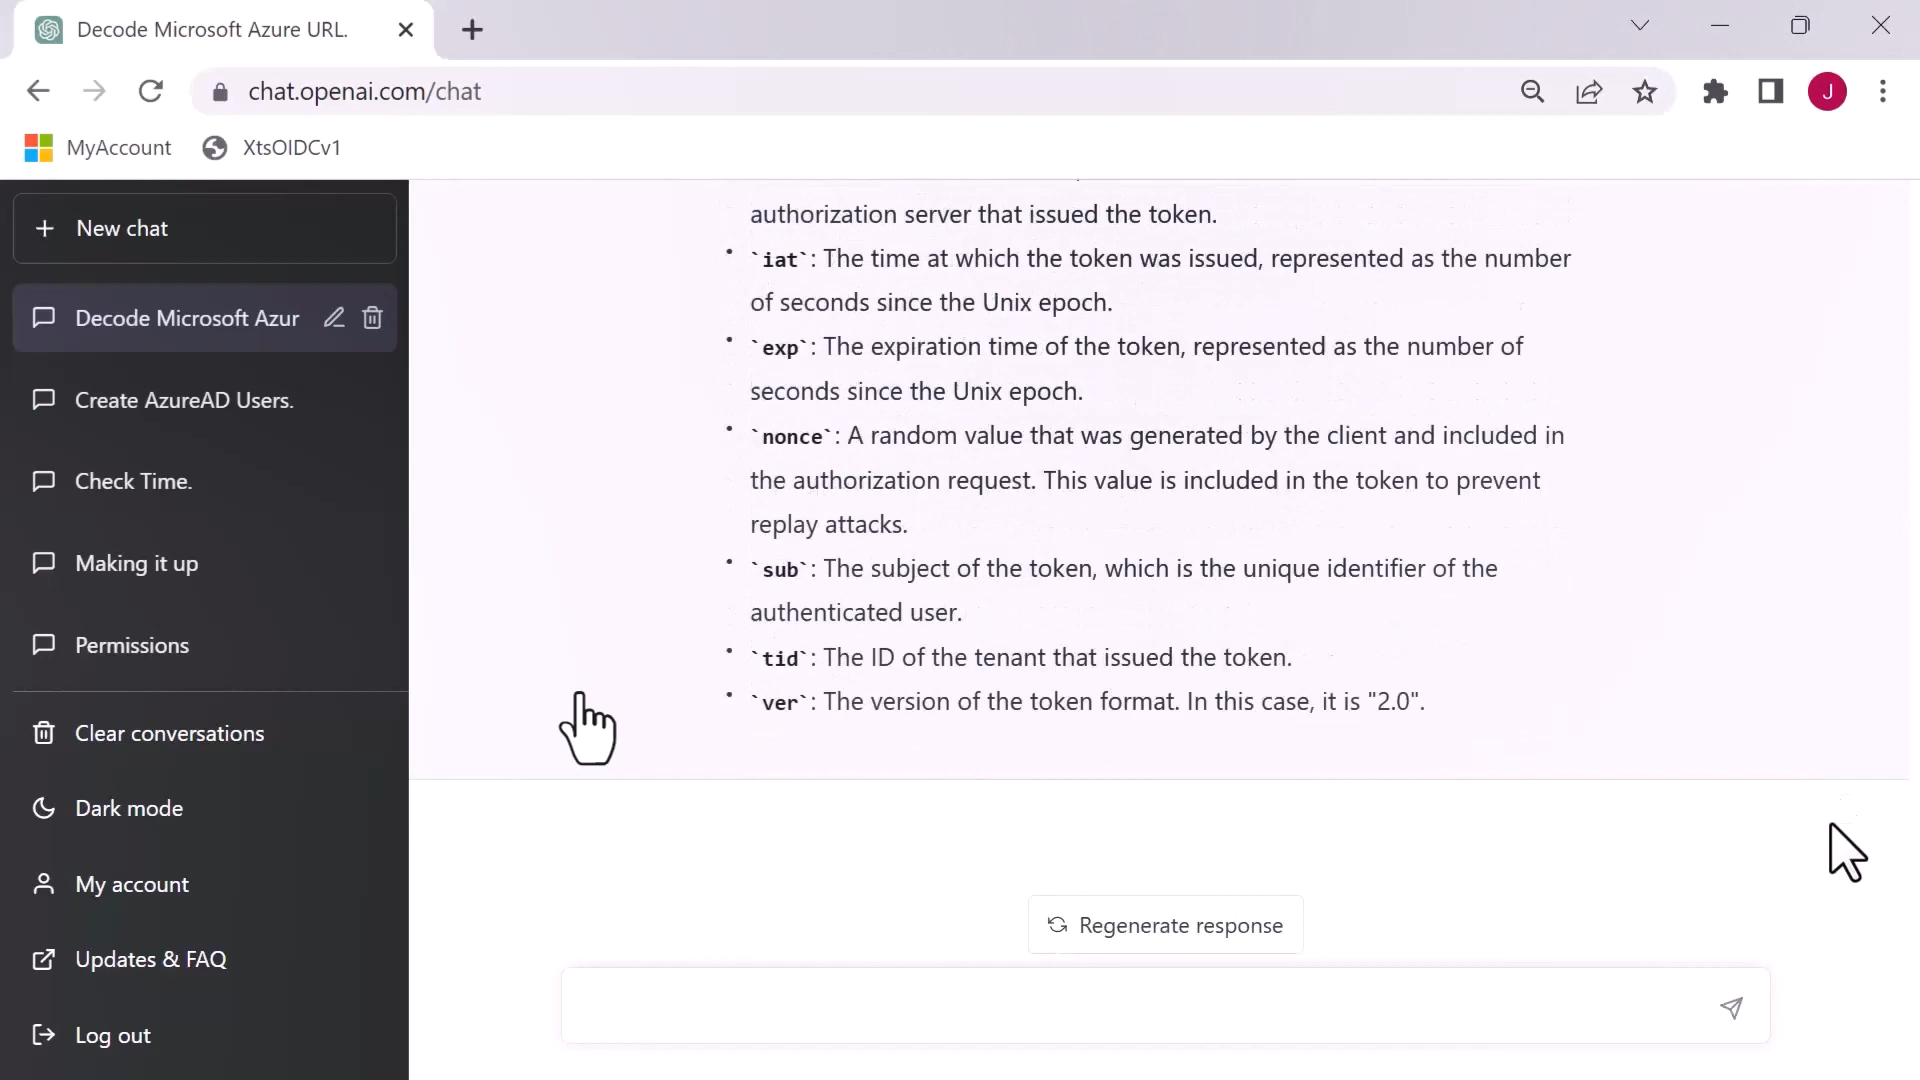 Decode Microsoft Azure URL.
chat.openai.com/chat
J
MyAccount
XtsOIDCv1
New chat
Decode Microsoft Azur
Create AzureAD Users.
Check Time.
Making it up
Permissions
Clear conversations
Dark mode
My account
Updates & FAQ
Log out
authorization server that issued the token.
• `iat`: The time at which the token was issued, represented as the number
of seconds since the Unix epoch.
• `exp`: The expiration time of the token, represented as the number of
seconds since the Unix epoch.
• `nonce`: A random value that was generated by the client and included in
the authorization request. This value is included in the token to prevent
replay attacks.
• `sub`: The subject of the token, which is the unique identifier of the
authenticated user.
• `tid`: The ID of the tenant that issued the token.
• `ver`: The version of the token format. In this case, it is "2.0".
Regenerate response